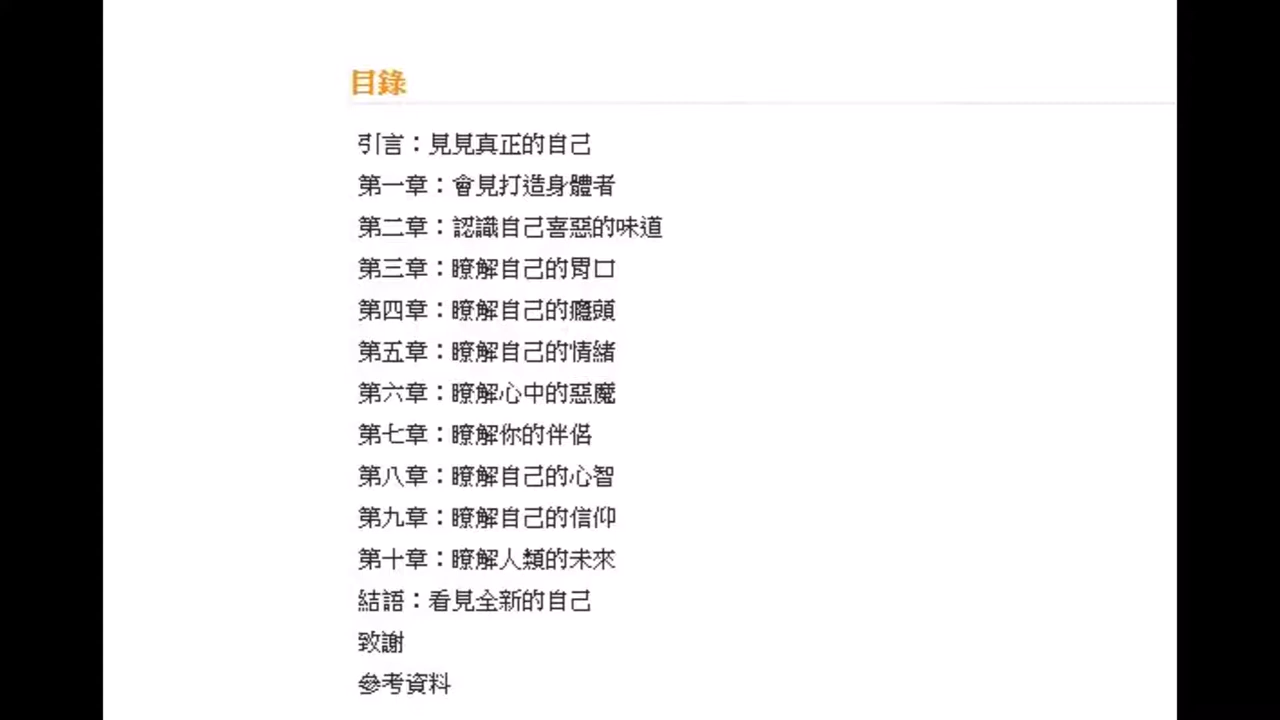 目錄
引言：見見真正的自己
第一章：會見打造身體者
第二章：認識自己喜惡的味道
第三章：瞭解自己的胃口
第四章：瞭解自己的癮頭
第五章：瞭解自己的情緒
第六章：瞭解心中的惡魔
第七章：瞭解你的伴侶
第八章：瞭解自己的心智
第九章：瞭解自己的信仰
第十章：瞭解人類的未來
結語：看見全新的自己
致謝
參考資料